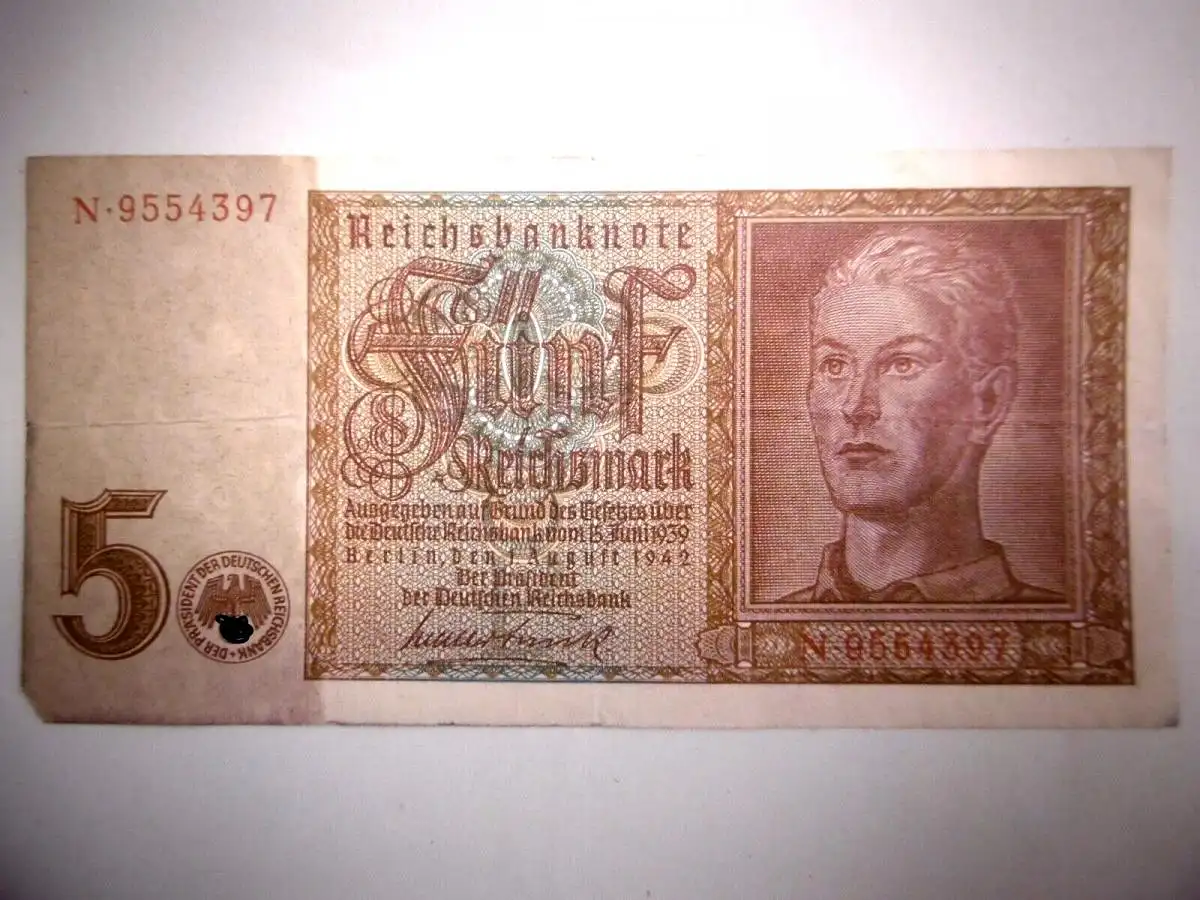 N·9554397
Reichsbanknote
Fünf
Reichsmark
Ausgegeben auf Grund des Gesetzes über
die Deutsche Reichsbank vom 15. Juni 1939
Berlin, den 1. August 1942
Der Präsident
der Deutschen Reichsbank
5
DER PRÄSIDENT DER DEUTSCHEN REICHSBANK
N·9554397